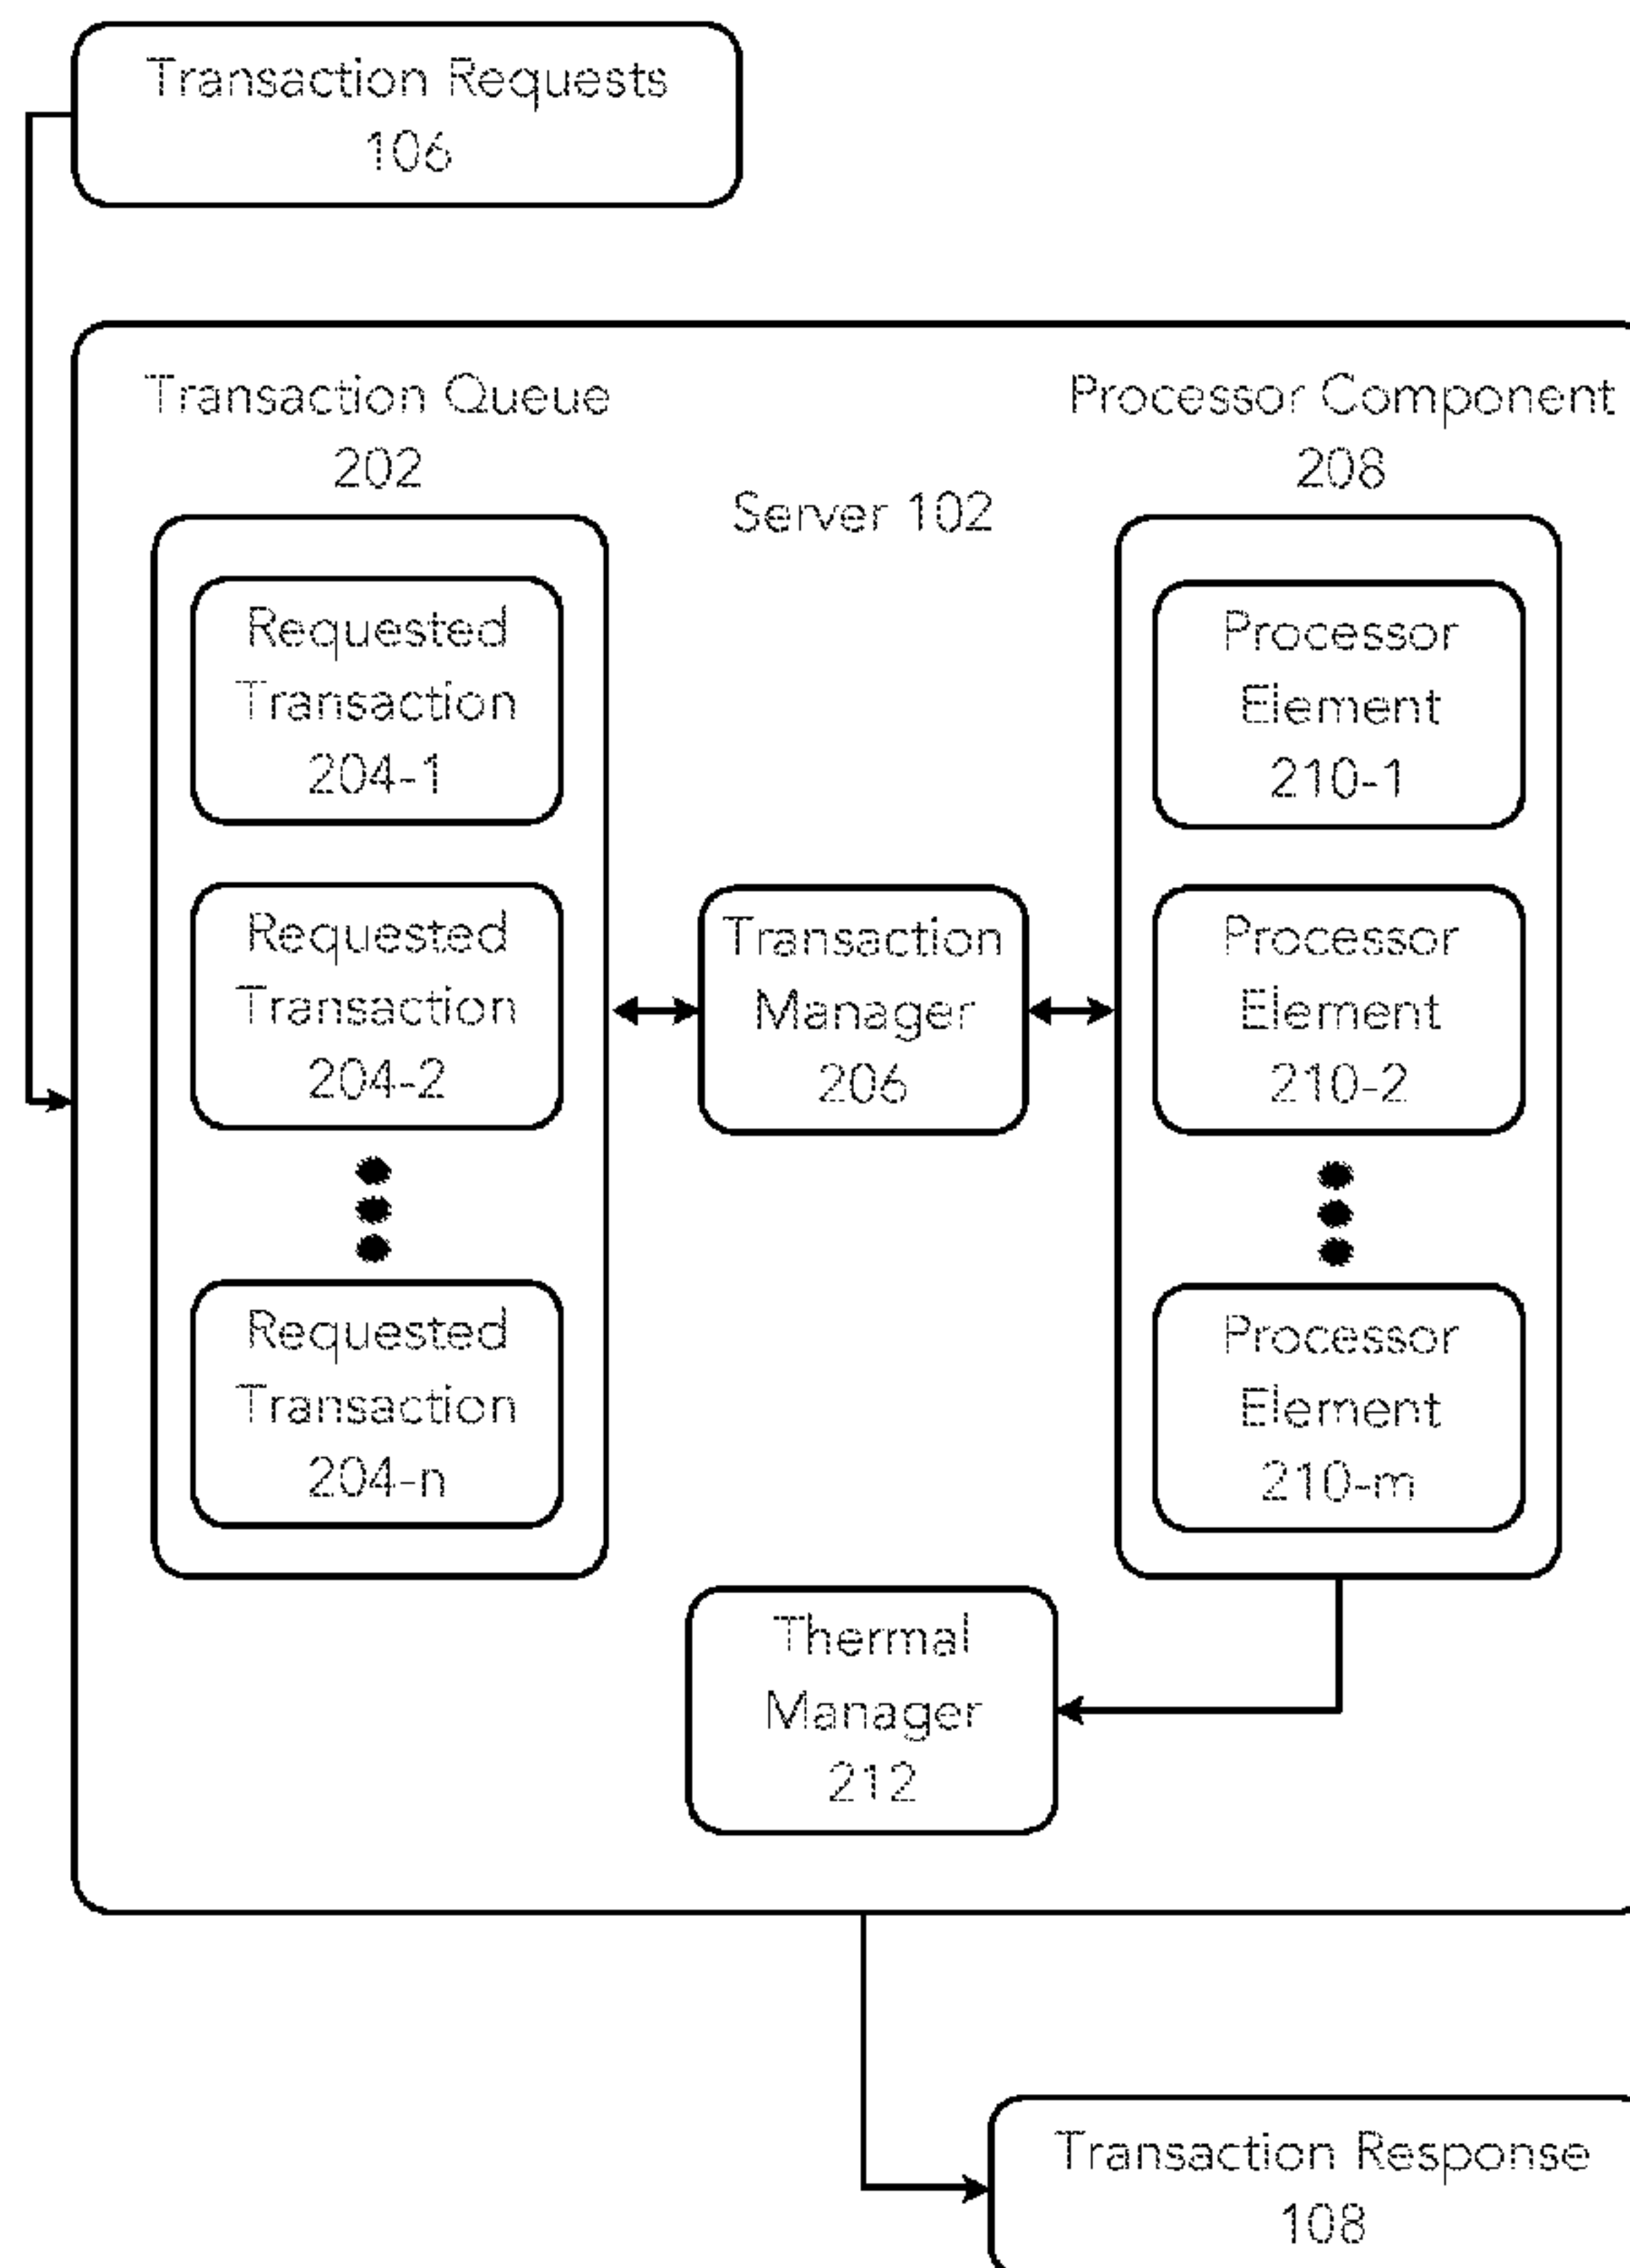 Transaction Requests
106
Transaction Queue
202
Server 102
Processor Component
208
Requested
Transaction
204-1
Requested
Transaction
204-2
Requested
Transaction
204-n
Transaction
Manager
206
Processor
Element
210-1
Processor
Element
210-2
Processor
Element
210-m
Thermal
Manager
212
Transaction Response
108